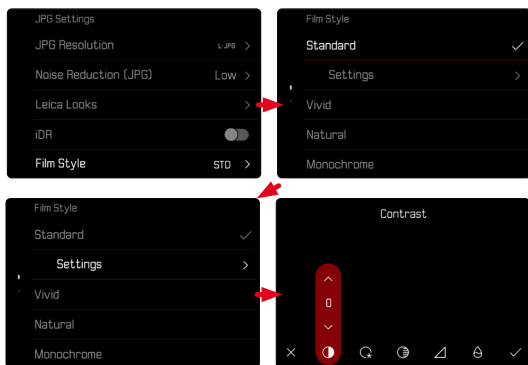 JPG Settings
JPG Resolution L-JPG
Noise Reduction (JPG) Low
Leica Looks
iDR
Film Style STD
Film Style
Standard
Settings
Vivid
Natural
Monochrome
Film Style
Standard
Settings
Vivid
Natural
Monochrome
Contrast
0